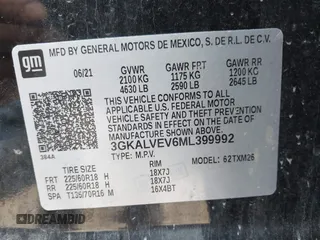 gm
MFD BY GENERAL MOTORS DE MEXICO, S. DE R.L. DE C.V.
06/21 GVWR GAWR FRT GAWR RR
2100KG 1175 KG 1200 KG
4630 LB 2590 LB 2645 LB
THIS VEHICLE CONFORMS TO ALL
APPLICABLE U.S. FEDERAL MOTOR
VEHICLE SAFETY AND THEFT PREVENTION
STANDARDS IN EFFECT ON THE DATE OF
MANUFACTURE SHOWN ABOVE.
3GKALVEV6ML399992
384A TYPE: M.P.V. MODEL: 62TXM26
TIRE SIZE RIM
FRT 225/60R18 H 18X7J
RR 225/60R18 H 18X7J
SPA T135/70R16 M 16X4BT